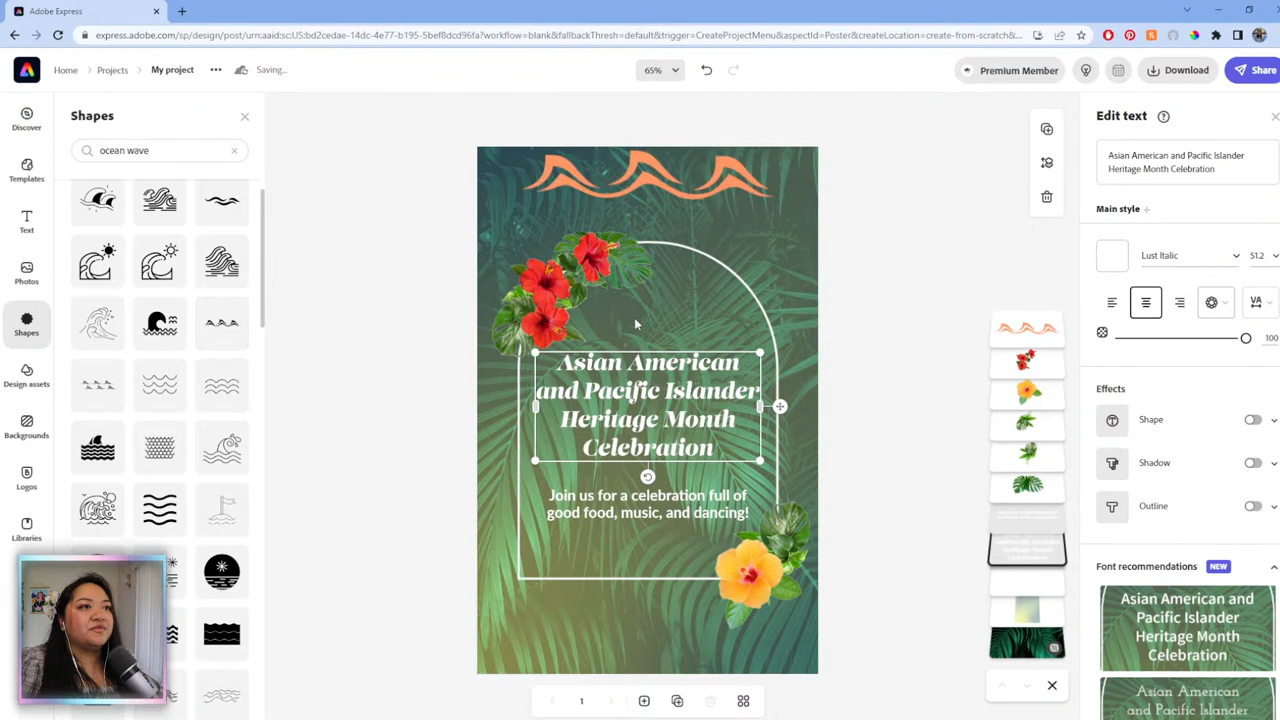 Adobe Express
express.adobe.com/sp/design/post/urn:aaid:sc:US:bd2cedae-14dc-4e77-b195-5bef8dcd96fa?workflow=blank&fallbackThresh=default&trigger=CreateProjectMenu&aspectId=Poster&createLocation=create-from-scratch&...
Home
Projects
My project
Saving...
65%
Premium Member
Download
Share
Discover
Templates
Text
Photos
Shapes
Design assets
Backgrounds
Logos
Libraries
Shapes
ocean wave
Asian American
and Pacific Islander
Heritage Month
Celebration
Join us for a celebration full of
good food, music, and dancing!
1
Edit text
Asian American and Pacific Islander
Heritage Month Celebration
Main style
Lust Italic
51.2
VA
100
Effects
Shape
Shadow
Outline
Font recommendations
NEW
Asian American and
Pacific Islander
Heritage Month
Celebration
Asian American
and Pacific Islander